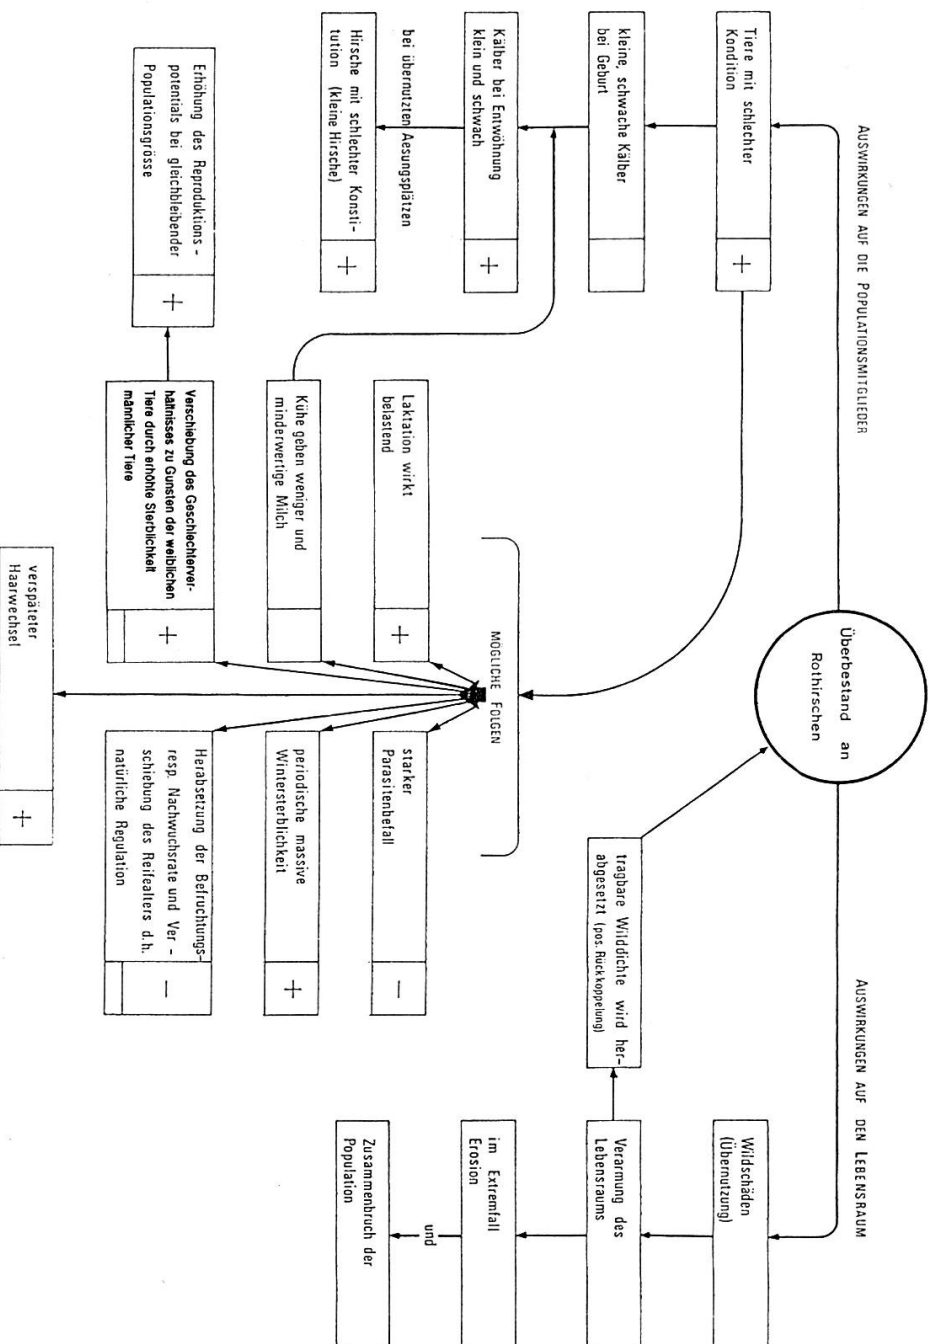 AUSWIRKUNGEN AUF DIE POPULATIONSMITGLIEDER
AUSWIRKUNGEN AUF DEN LEBENSRAUM
Überbestand an
Rothirschen
Tiere mit schlechter
Kondition
+
kleine, schwache Kälber
bei Geburt
Kälber bei Entwöhnung
klein und schwach
+
bei übernutzten Aesungsplätzen
Hirsche mit schlechter Konsti-
tution (kleine Hirsche)
+
Erhöhung des Reproduktions-
potentials bei gleichbleibender
Populationsgrösse
+
MÖGLICHE FOLGEN
Laktation wirkt
belastend
+
Kühe geben weniger und
minderwertige Milch
Verschiebung des Geschlechterver-
hältnisses zu Gunsten der weiblichen
Tiere durch erhöhte Sterblichkeit
männlicher Tiere
+
verspäteter
Haarwechsel
+
starker
Parasitenbefall
–
periodische massive
Wintersterblichkeit
+
Herabsetzung der Befruchtungs-
resp. Nachwuchsrate und Ver-
schiebung des Reifealters d.h.
natürliche Regulation
–
tragbare Wilddichte wird her-
abgesetzt (pos. Rückkoppelung)
Wildschäden
(Übernutzung)
Verarmung des
Lebensraums
im Extremfall
Erosion
und
Zusammenbruch der
Population